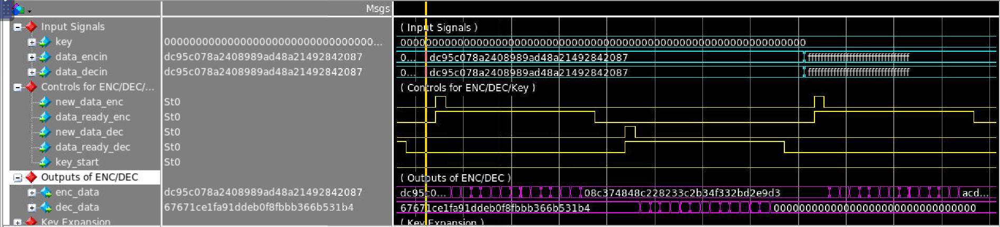 Msgs
Input Signals ( Input Signals )
key 000000000000000000000000000000000... 0000000000000000000000000000000000000000000000000000000000000000
data_encin dc95c078a2408989ad48a21492842087 0... dc95c078a2408989ad48a21492842087 ffffffffffffffffffffffffffffffff
data_decin dc95c078a2408989ad48a21492842087 0... dc95c078a2408989ad48a21492842087 ffffffffffffffffffffffffffffffff
Controls for ENC/DEC/... ( Controls for ENC/DEC/Key )
new_data_enc St0
data_ready_enc St0
new_data_dec St0
data_ready_dec St0
key_start St0
Outputs of ENC/DEC ( Outputs of ENC/DEC )
enc_data dc95c078a2408989ad48a21492842087 dc95c0... 08c374848c228233c2b34f332bd2e9d3 acd...
dec_data 67671ce1fa91ddeb0f8fbbb366b531b4 67671ce1fa91ddeb0f8fbbb366b531b4 00000000000000000000000000000000
Key Expansion ( Key Expansion )